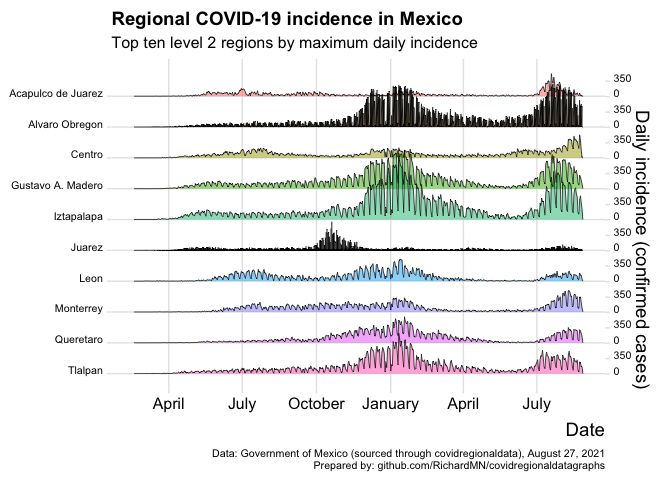 Regional COVID-19 incidence in Mexico
Top ten level 2 regions by maximum daily incidence
Acapulco de Juarez
350
0
Alvaro Obregon
350
0
Centro
350
0
Gustavo A. Madero
350
0
Iztapalapa
350
0
Juarez
350
0
Leon
350
0
Monterrey
350
0
Queretaro
350
0
Tlalpan
350
0
Daily incidence (confirmed cases)
April July October January April July
Date
Data: Government of Mexico (sourced through covidregionaldata), August 27, 2021
Prepared by: github.com/RichardMN/covidregionaldatagraphs